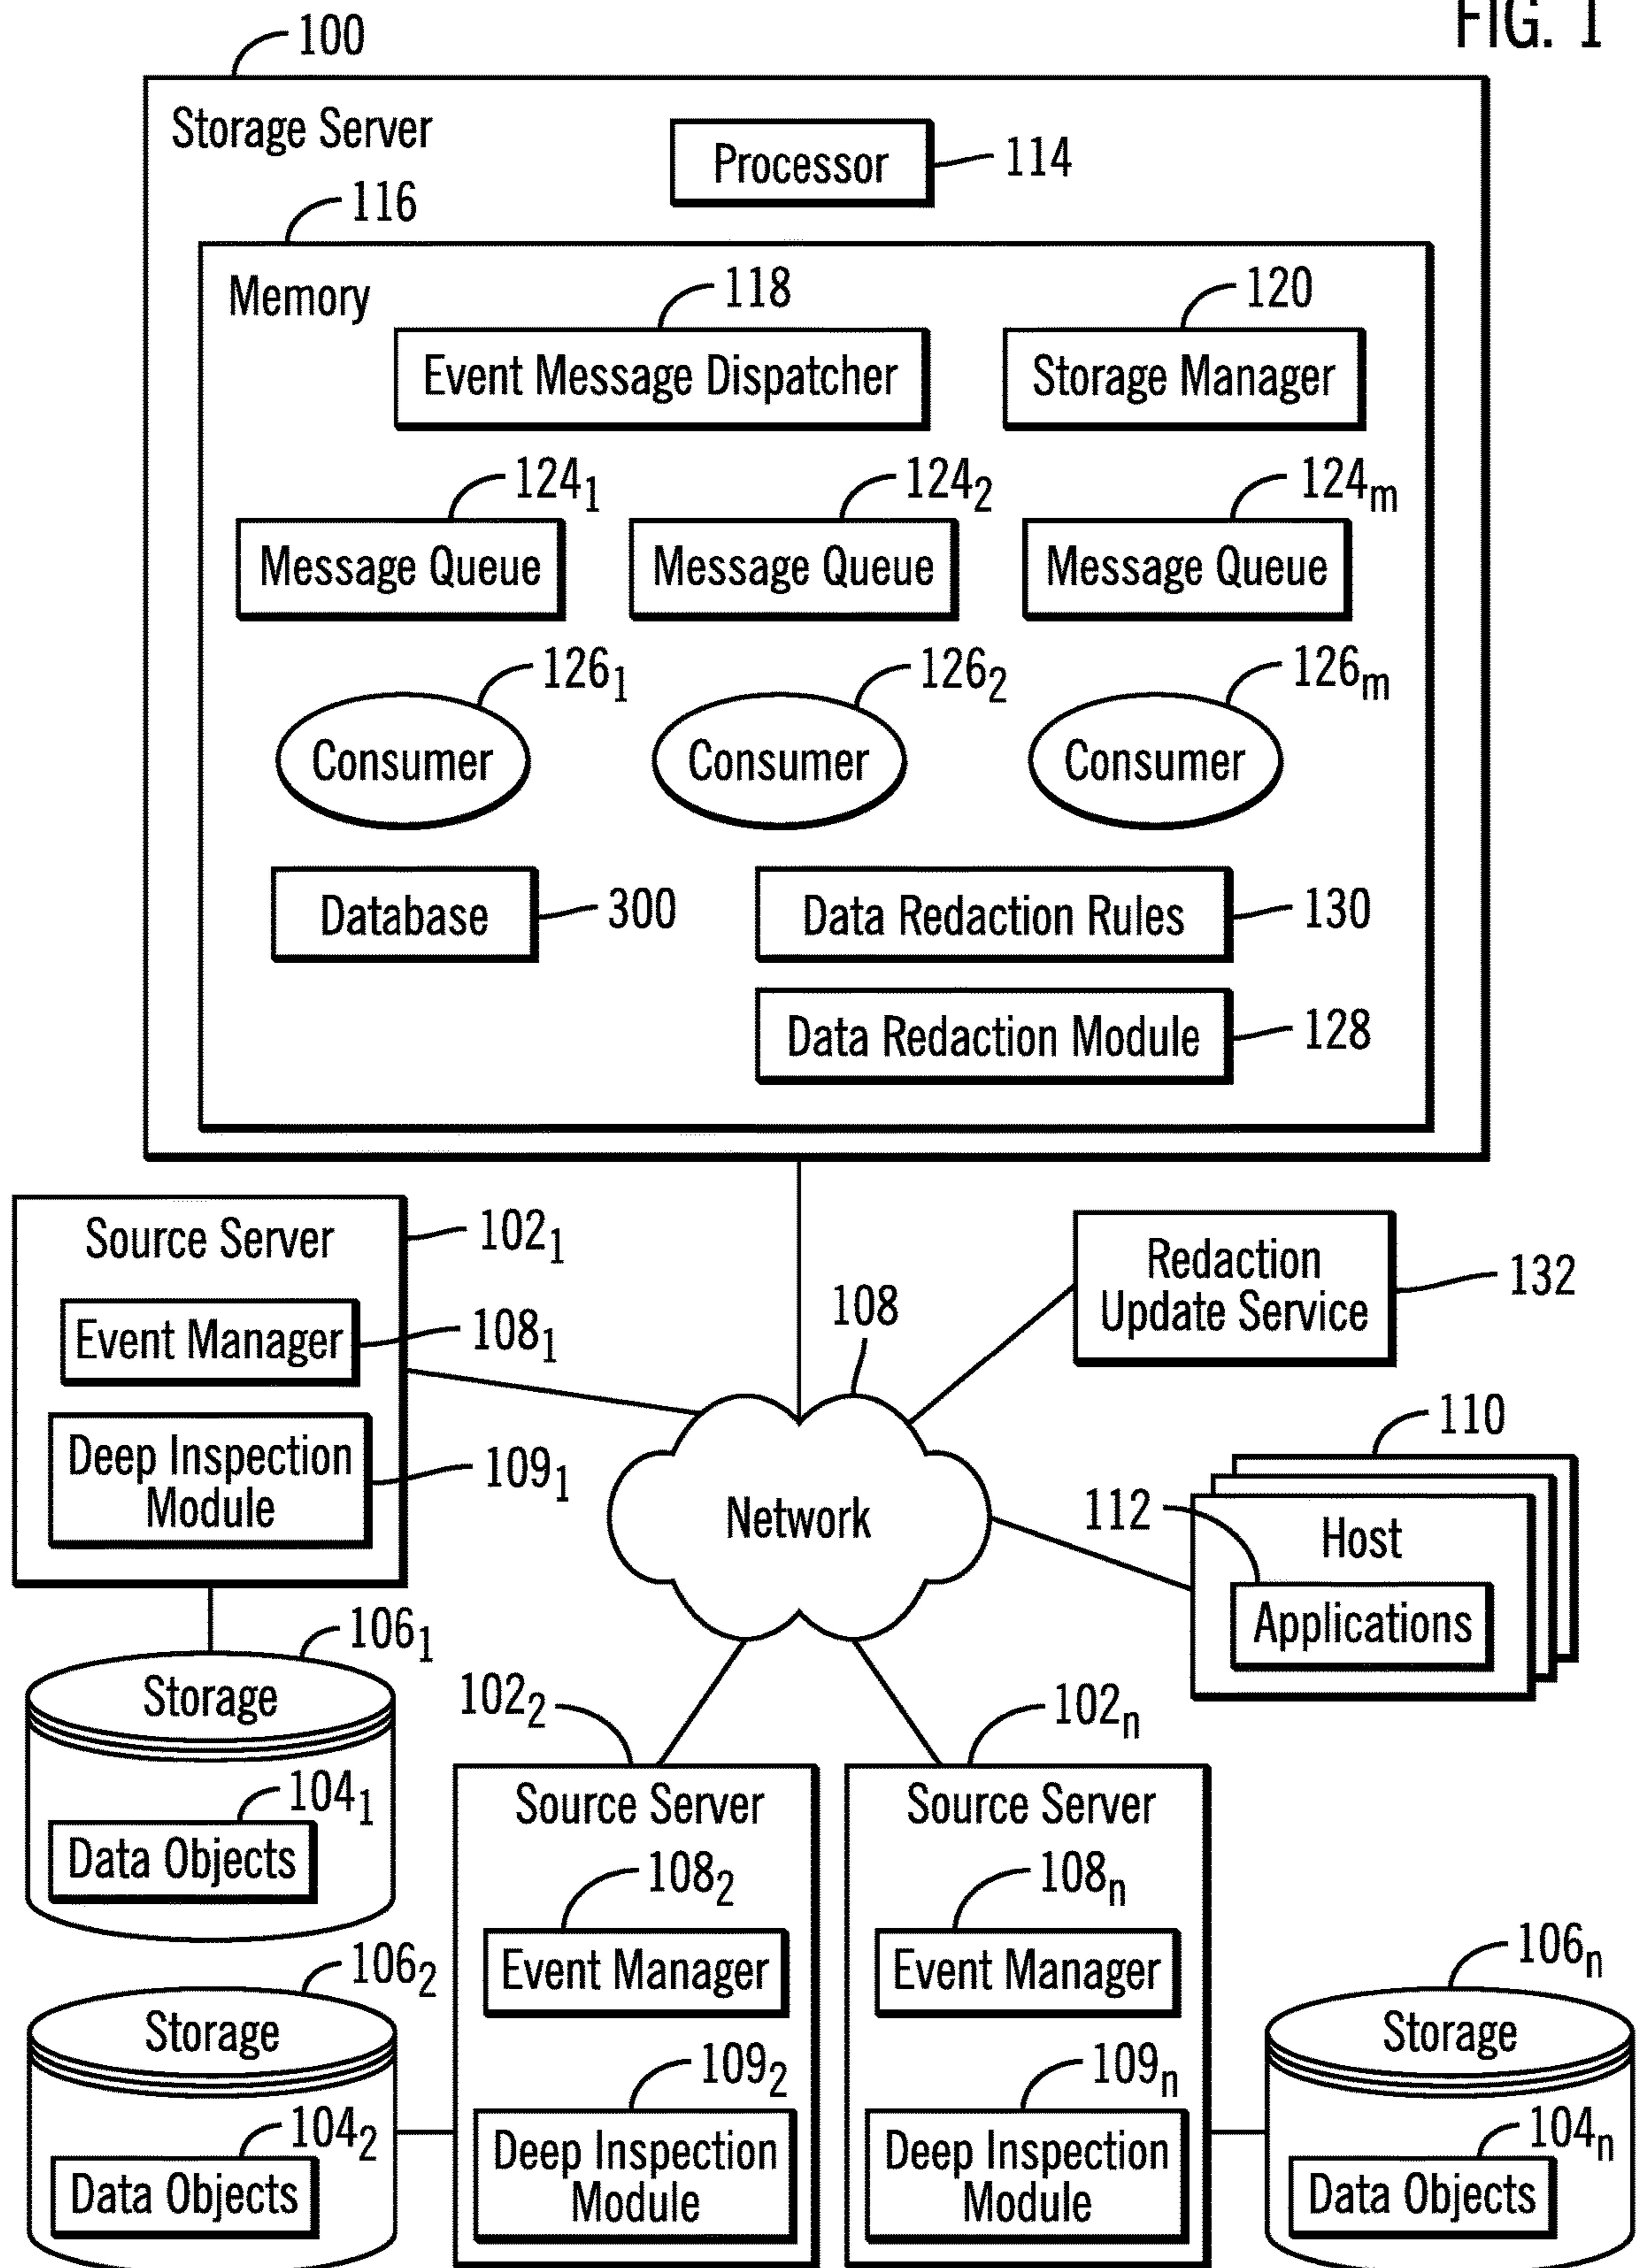 FIG. 1
100
Storage Server
Processor
114
116
Memory
118
120
Event Message Dispatcher
Storage Manager
124₁
124₂
124ₘ
Message Queue
Message Queue
Message Queue
126₁
126₂
126ₘ
Consumer
Consumer
Consumer
Database
300
Data Redaction Rules
130
Data Redaction Module
128
Source Server
102₁
Event Manager
108₁
Deep Inspection
Module
109₁
108
Network
Redaction
Update Service
132
110
112
Host
Applications
106₁
Storage
104₁
Data Objects
102₂
102ₙ
Source Server
Source Server
108₂
108ₙ
Event Manager
Event Manager
109₂
109ₙ
Deep Inspection
Module
Deep Inspection
Module
106₂
Storage
104₂
Data Objects
106ₙ
Storage
104ₙ
Data Objects